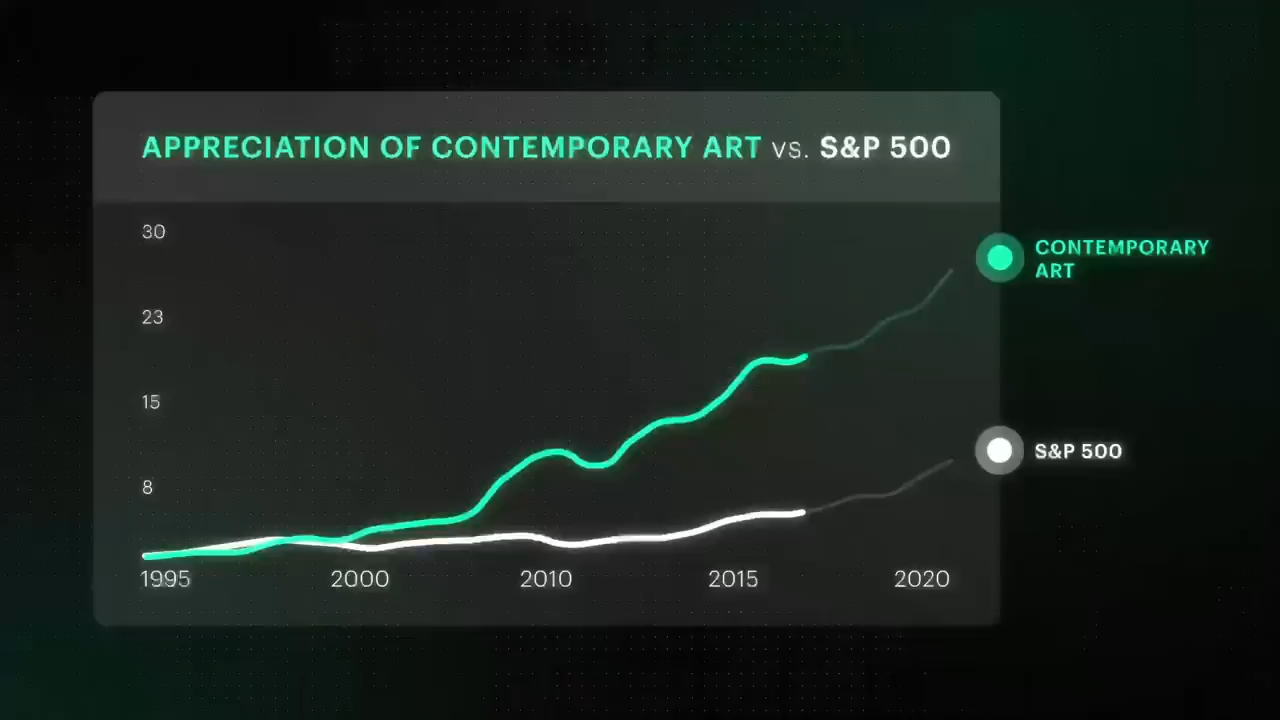 APPRECIATION OF CONTEMPORARY ART VS. S&P 500
30
23
15
8
1995 2000 2010 2015 2020
CONTEMPORARY
ART
S&P 500